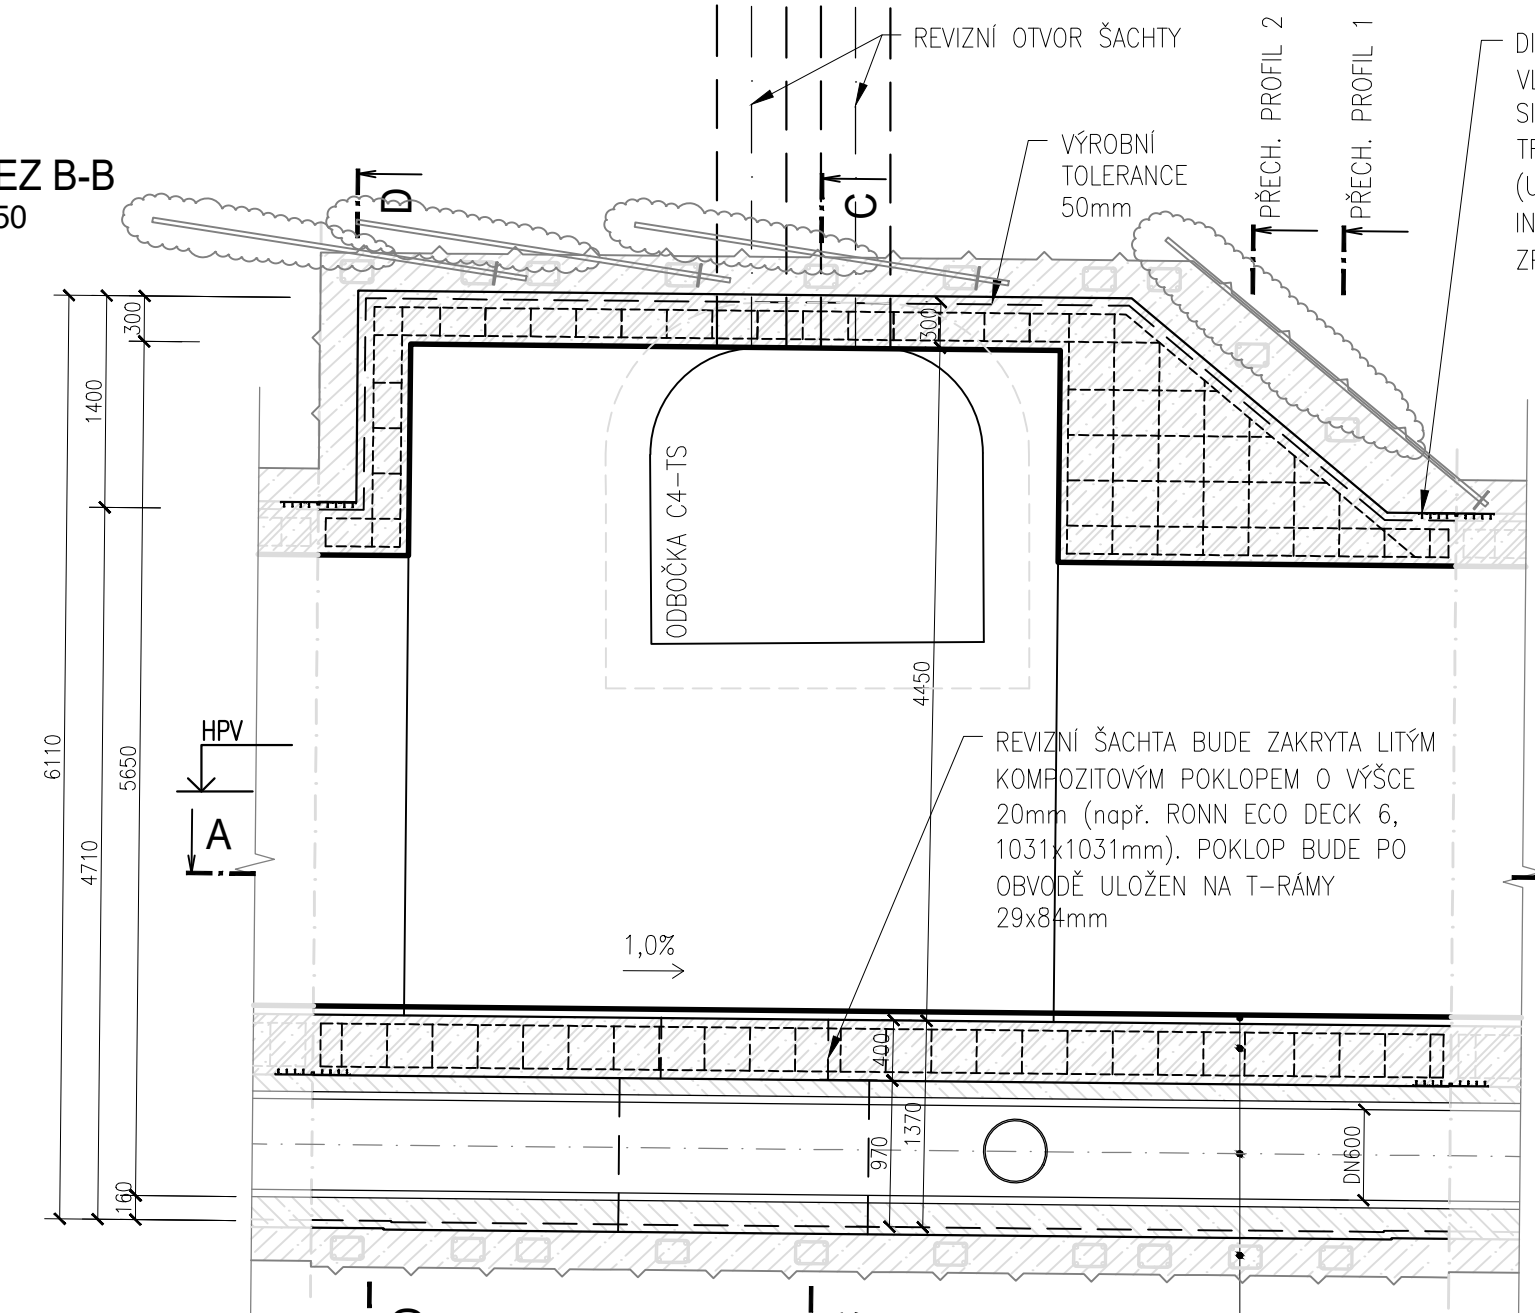 EZ B-B
50
REVIZNÍ OTVOR ŠACHTY
VÝROBNÍ
TOLERANCE
50mm
PŘECH. PROFIL 2
PŘECH. PROFIL 1
D
C
300
1400
6110
5650
4710
160
300
ODBOČKA C4-TS
4450
HPV
A
REVIZNÍ ŠACHTA BUDE ZAKRYTA LITÝM
KOMPOZITOVÝM POKLOPEM O VÝŠCE
20mm (např. RONN ECO DECK 6,
1031x1031mm). POKLOP BUDE PO
OBVODĚ ULOŽEN NA T-RÁMY
29x84mm
1,0%
400
970
1370
DN600